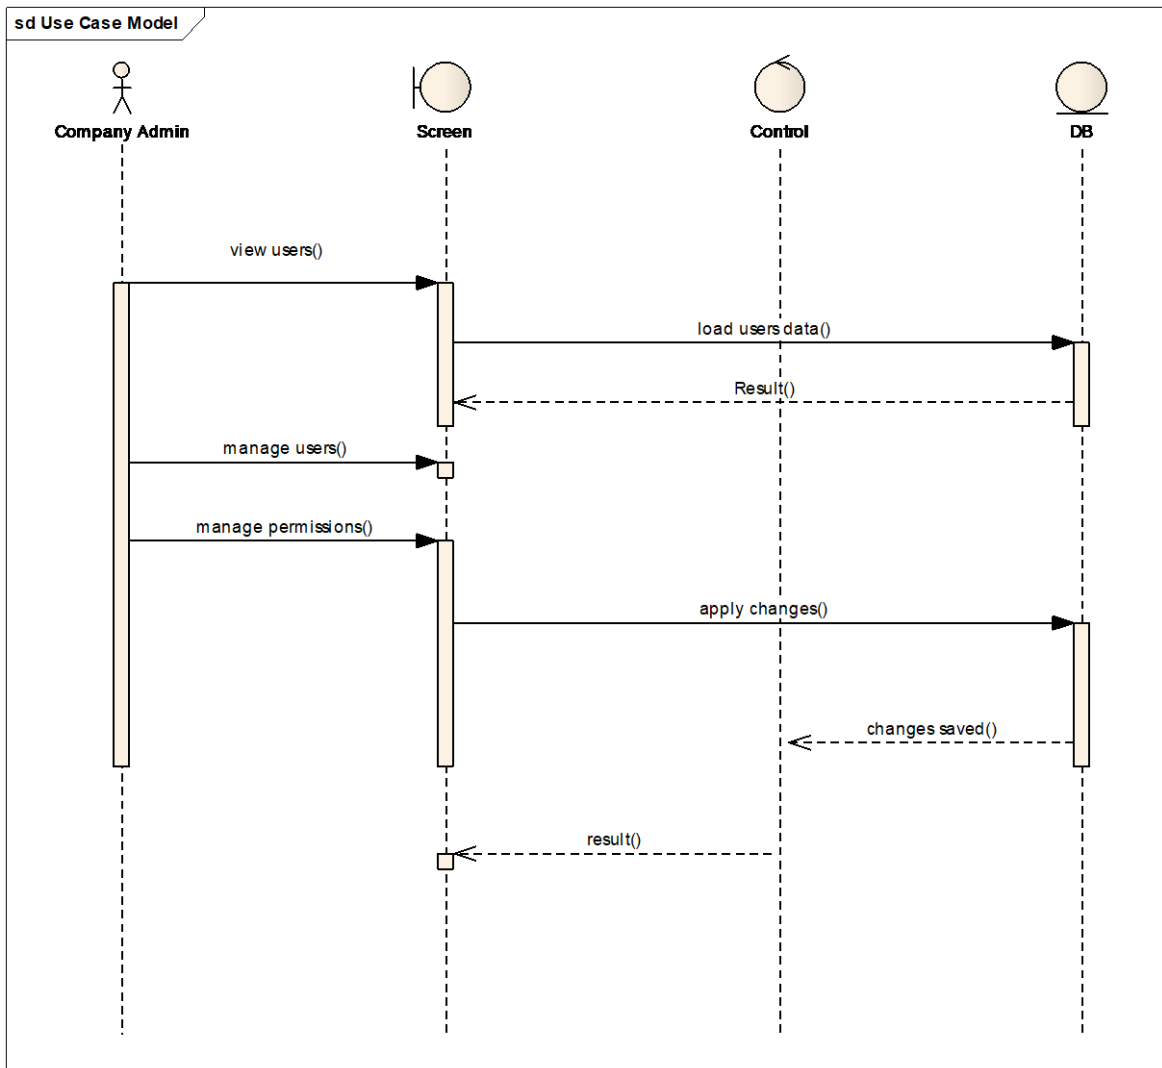 sd Use Case Model
Company Admin
Screen
Control
DB
view users()
load users data()
Result()
manage users()
manage permissions()
apply changes()
changes saved()
result()